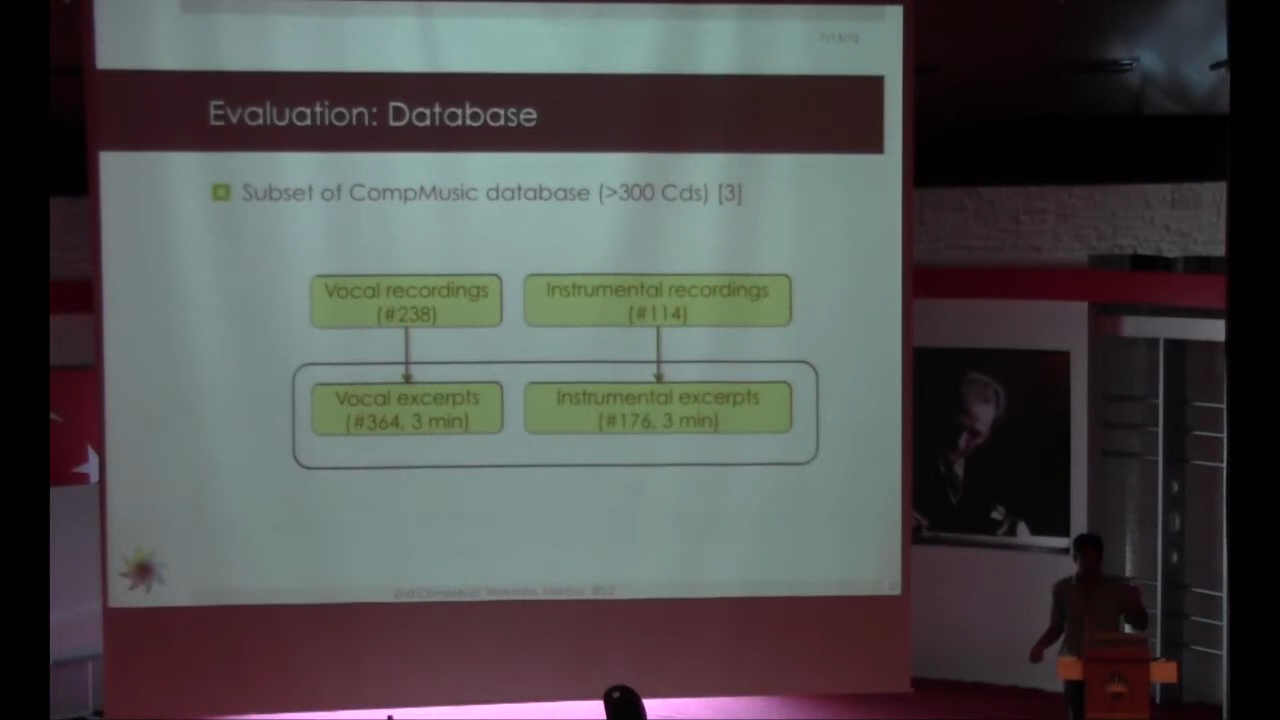 Evaluation: Database
Subset of CompMusic database (>300 Cds) [3]
Vocal recordings
(#238)
Instrumental recordings
(#114)
Vocal excerpts
(#364, 3 min)
Instrumental excerpts
(#176, 3 min)